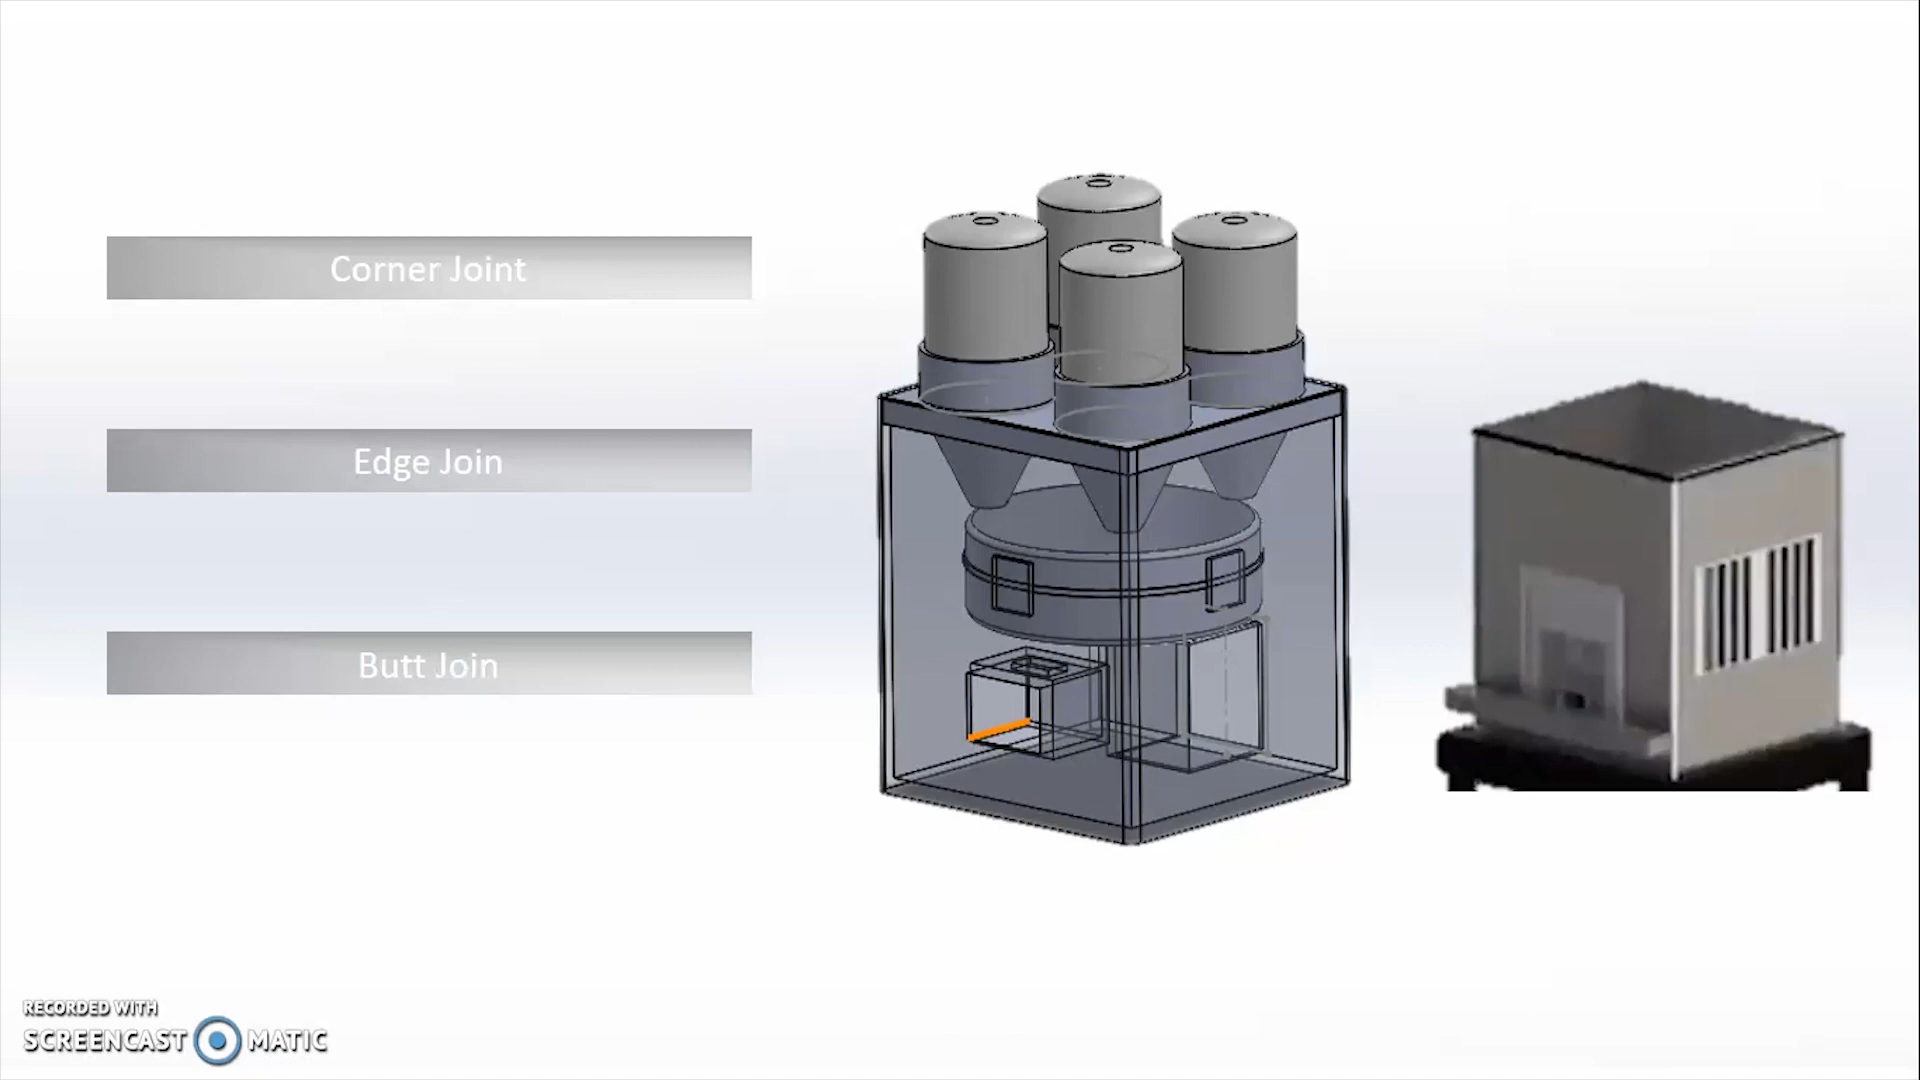 Corner Joint
Edge Join
Butt Join
RECORDED WITH
SCREENCAST MATIC